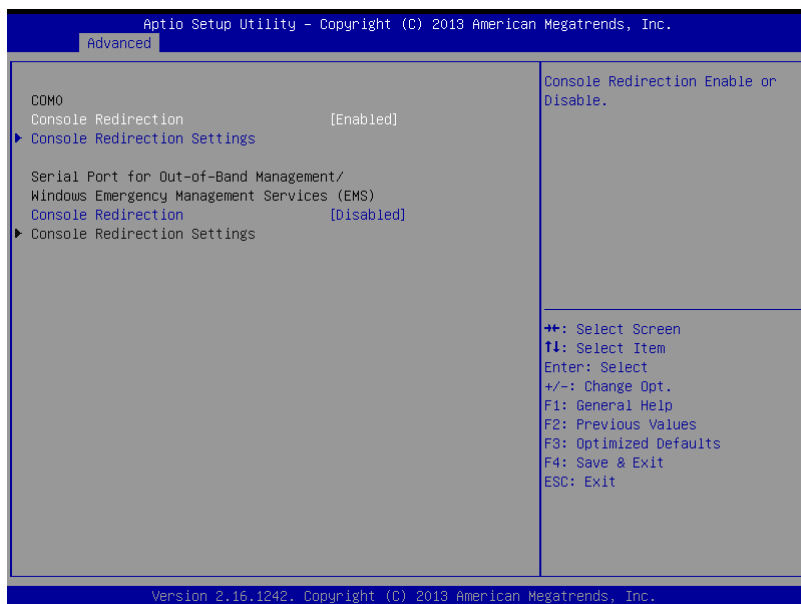 Aptio Setup Utility – Copyright (C) 2013 American Megatrends, Inc.
Advanced
COM0
Console Redirection [Enabled]
▶ Console Redirection Settings
Serial Port for Out-of-Band Management/
Windows Emergency Management Services (EMS)
Console Redirection [Disabled]
▶ Console Redirection Settings
Console Redirection Enable or
Disable.
→←: Select Screen
↑↓: Select Item
Enter: Select
+/-: Change Opt.
F1: General Help
F2: Previous Values
F3: Optimized Defaults
F4: Save & Exit
ESC: Exit
Version 2.16.1242. Copyright (C) 2013 American Megatrends, Inc.